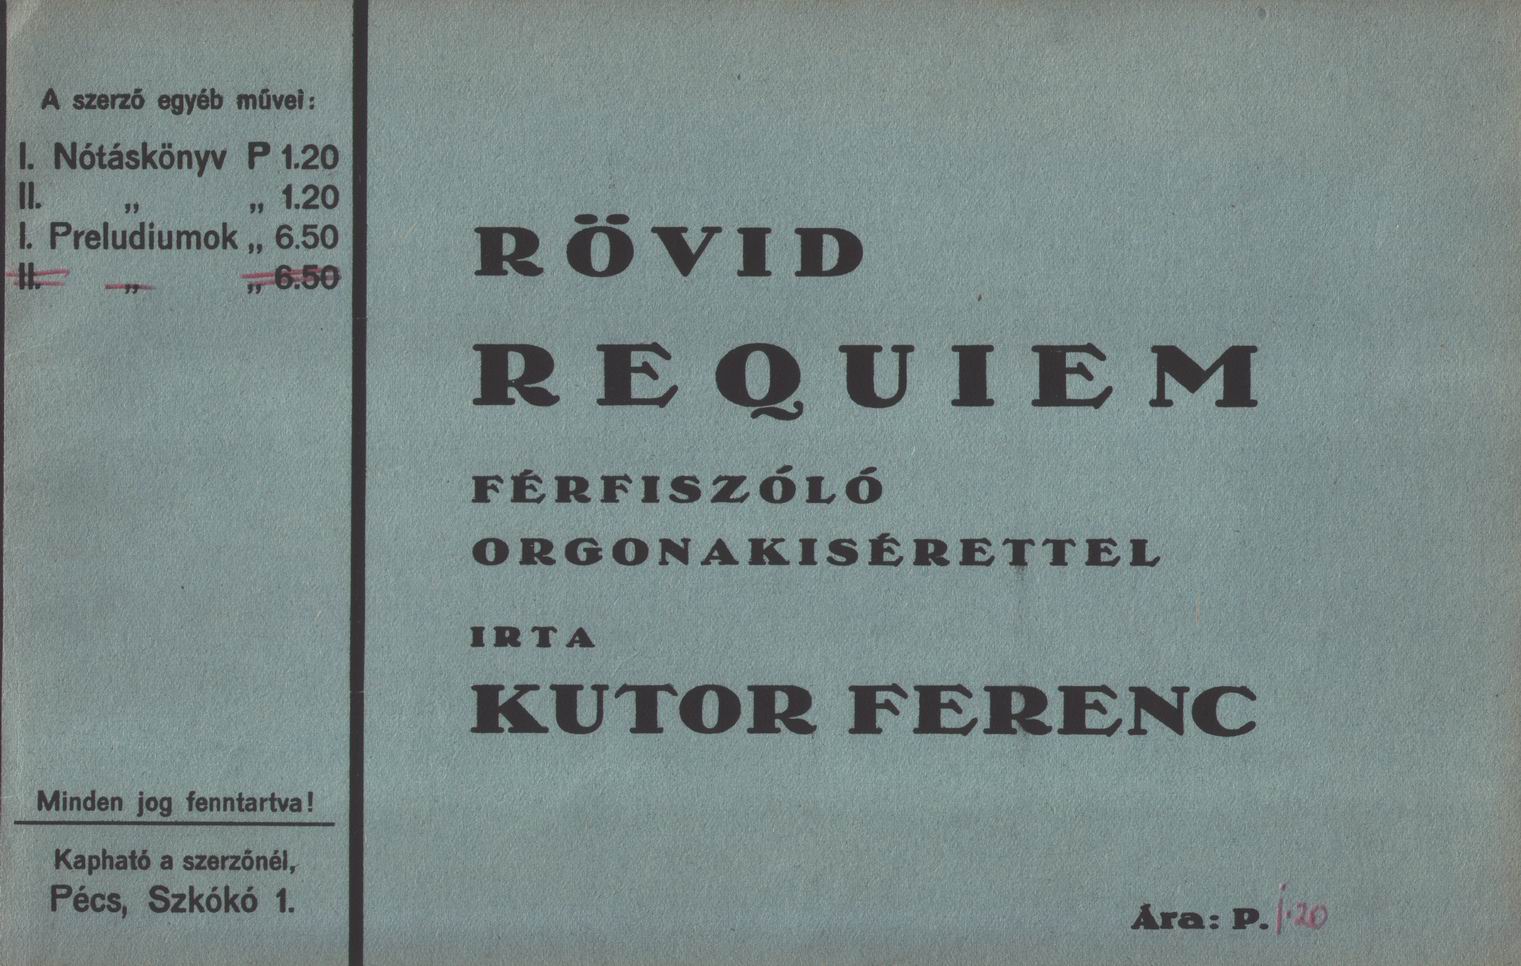 A szerző egyéb művei:
I. Nótáskönyv P 1.20
II. „ „ 1.20
I. Preludiumok „ 6.50
II. „ „ 6.50
Minden jog fenntartva!
Kapható a szerzőnél,
Pécs, Szkókó 1.
RÖVID
REQUIEM
FÉRFISZÓLÓ
ORGONAKISÉRETTEL
IRTA
KUTOR FERENC
Ára: P. 1·20